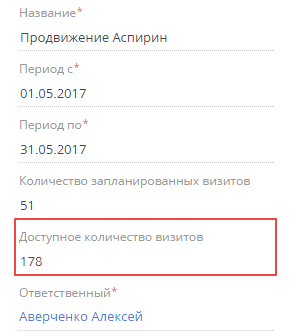 Название*
Продвижение Аспирин
Период с*
01.05.2017
Период по*
31.05.2017
Количество запланированных визитов
51
Доступное количество визитов
178
Ответственный*
Аверченко Алексей